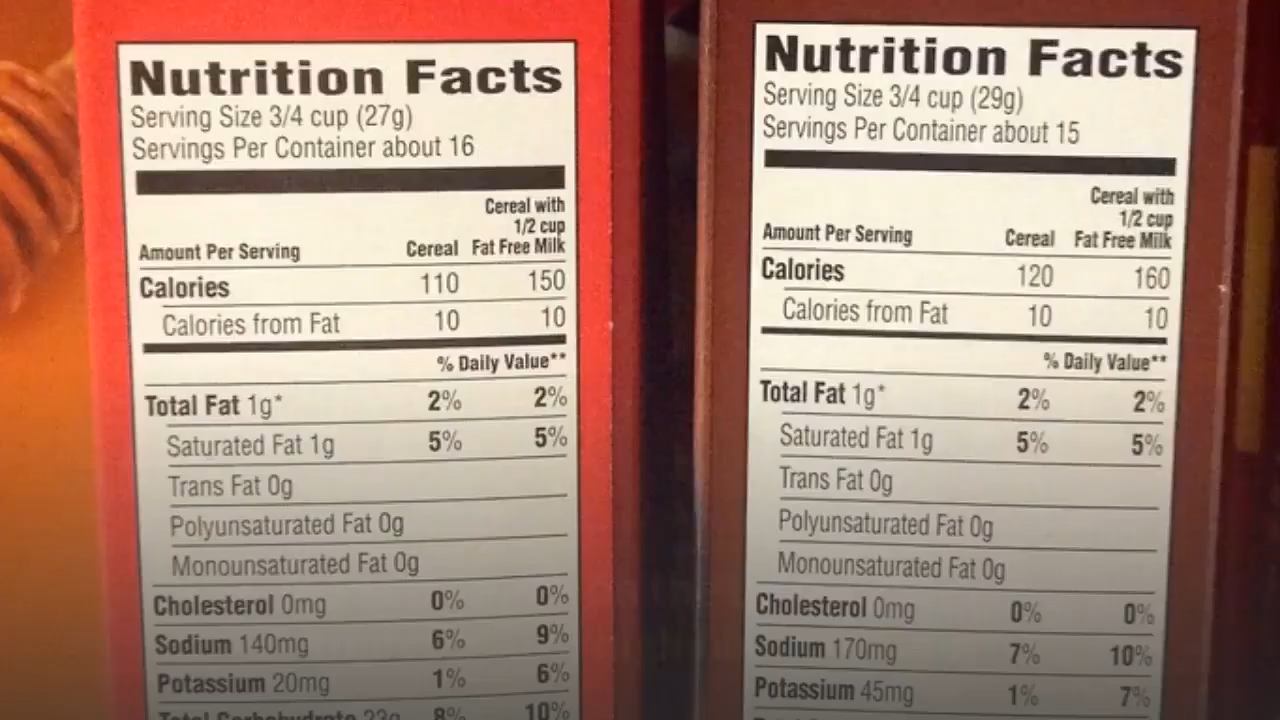 Nutrition Facts
Serving Size 3/4 cup (27g)
Servings Per Container about 16
Cereal with
1/2 cup
Amount Per Serving Cereal Fat Free Milk
Calories 110 150
Calories from Fat 10 10
% Daily Value**
Total Fat 1g* 2% 2%
Saturated Fat 1g 5% 5%
Trans Fat 0g
Polyunsaturated Fat 0g
Monounsaturated Fat 0g
Cholesterol 0mg 0% 0%
Sodium 140mg 6% 9%
Potassium 20mg 1% 6%
Total Carbohydrate 23g 8% 10%
Nutrition Facts
Serving Size 3/4 cup (29g)
Servings Per Container about 15
Cereal with
1/2 cup
Amount Per Serving Cereal Fat Free Milk
Calories 120 160
Calories from Fat 10 10
% Daily Value**
Total Fat 1g* 2% 2%
Saturated Fat 1g 5% 5%
Trans Fat 0g
Polyunsaturated Fat 0g
Monounsaturated Fat 0g
Cholesterol 0mg 0% 0%
Sodium 170mg 7% 10%
Potassium 45mg 1% 7%